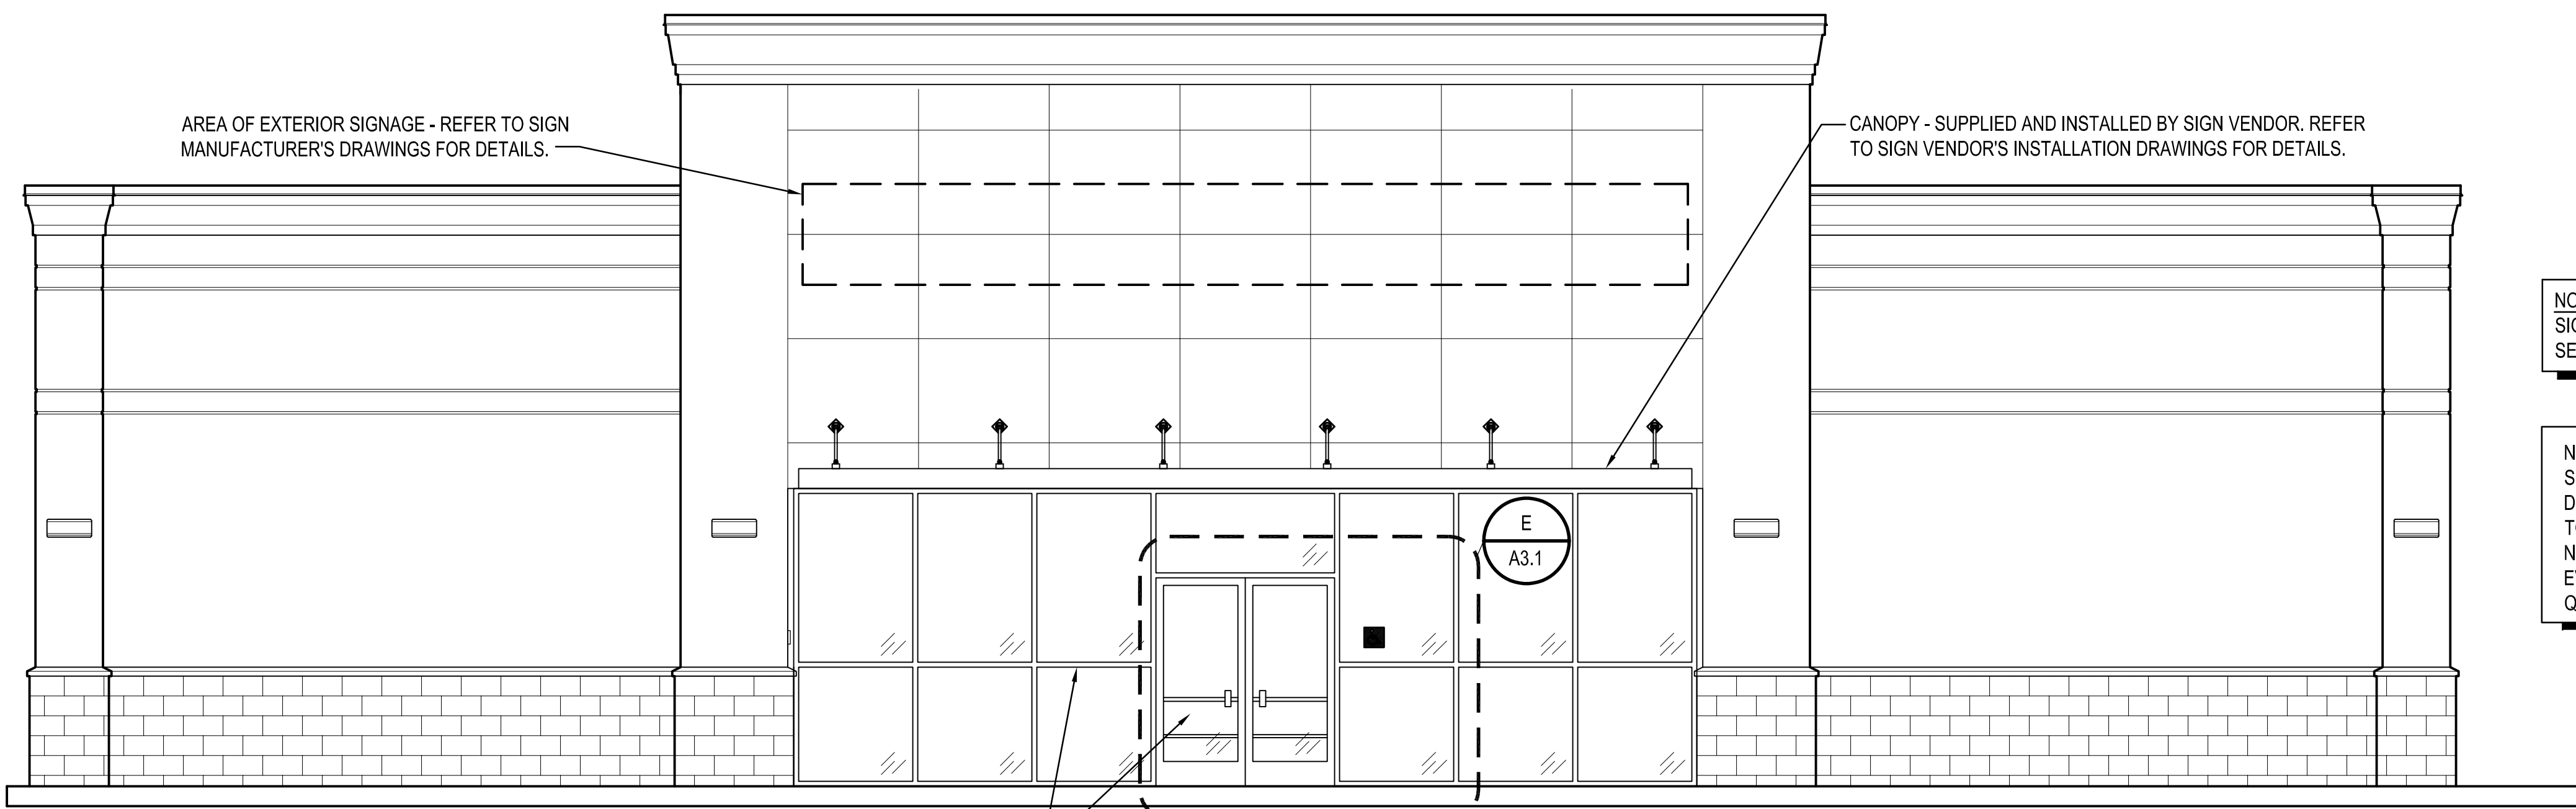 AREA OF EXTERIOR SIGNAGE - REFER TO SIGN
MANUFACTURER'S DRAWINGS FOR DETAILS.
CANOPY - SUPPLIED AND INSTALLED BY SIGN VENDOR. REFER
TO SIGN VENDOR'S INSTALLATION DRAWINGS FOR DETAILS.
E
A3.1